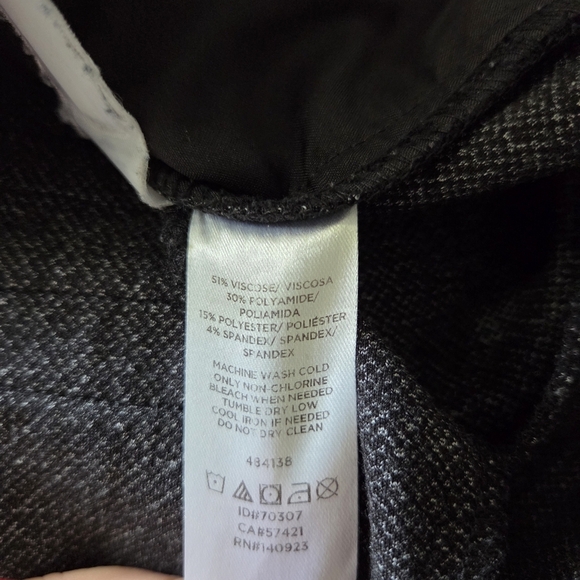 51% VISCOSE/ VISCOSA
30% POLYAMIDE/
POLIAMIDA
15% POLYESTER/ POLIÉSTER
4% SPANDEX/ SPANDEX/
SPANDEX
MACHINE WASH COLD
ONLY NON-CHLORINE
BLEACH WHEN NEEDED
TUMBLE DRY LOW
COOL IRON IF NEEDED
DO NOT DRY CLEAN
484138
ID#70307
CA#57421
RN#140923